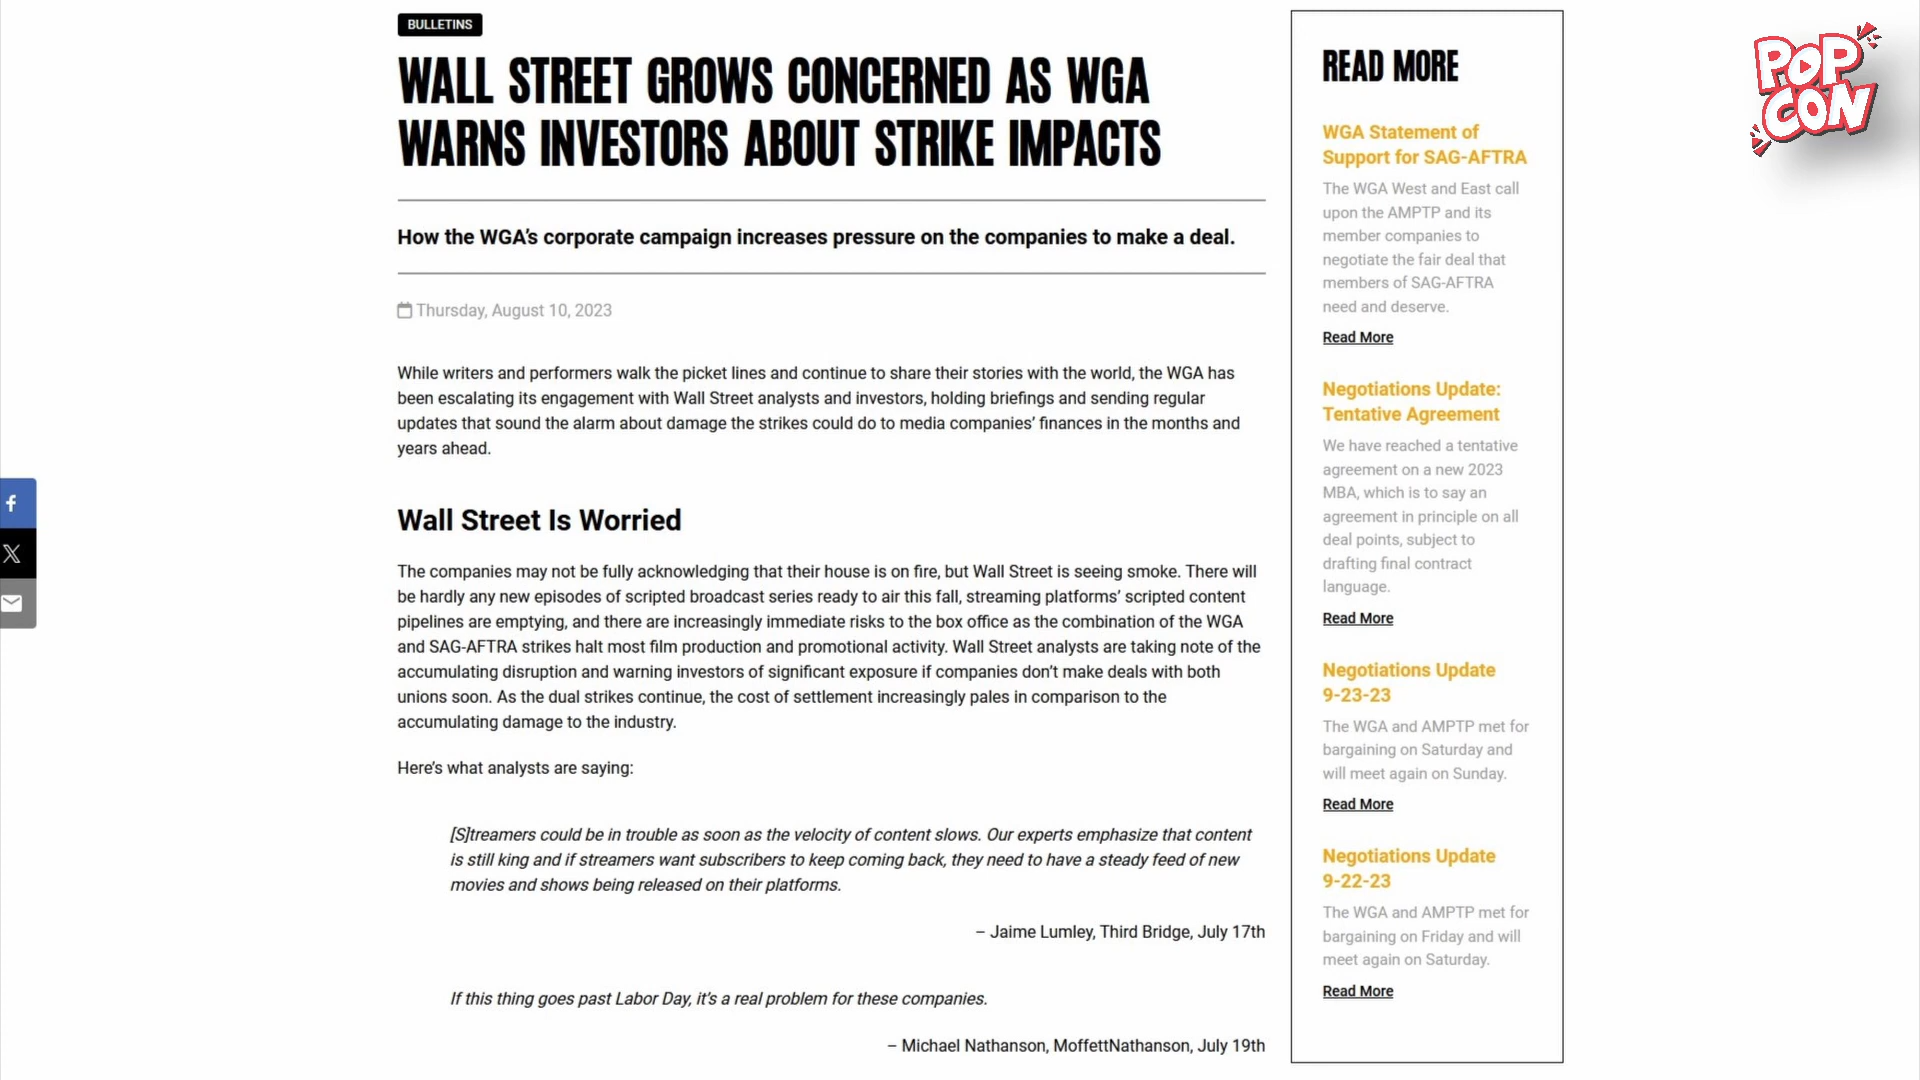 BULLETINS
WALL STREET GROWS CONCERNED AS WGA
WARNS INVESTORS ABOUT STRIKE IMPACTS
How the WGA’s corporate campaign increases pressure on the companies to make a deal.
Thursday, August 10, 2023
While writers and performers walk the picket lines and continue to share their stories with the world, the WGA has
been escalating its engagement with Wall Street analysts and investors, holding briefings and sending regular
updates that sound the alarm about damage the strikes could do to media companies’ finances in the months and
years ahead.
Wall Street Is Worried
The companies may not be fully acknowledging that their house is on fire, but Wall Street is seeing smoke. There will
be hardly any new episodes of scripted broadcast series ready to air this fall, streaming platforms’ scripted content
pipelines are emptying, and there are increasingly immediate risks to the box office as the combination of the WGA
and SAG-AFTRA strikes halt most film production and promotional activity. Wall Street analysts are taking note of the
accumulating disruption and warning investors of significant exposure if companies don’t make deals with both
unions soon. As the dual strikes continue, the cost of settlement increasingly pales in comparison to the
accumulating damage to the industry.
Here’s what analysts are saying:
[S]treamers could be in trouble as soon as the velocity of content slows. Our experts emphasize that content
is still king and if streamers want subscribers to keep coming back, they need to have a steady feed of new
movies and shows being released on their platforms.
– Jaime Lumley, Third Bridge, July 17th
If this thing goes past Labor Day, it’s a real problem for these companies.
– Michael Nathanson, MoffettNathanson, July 19th
READ MORE
WGA Statement of
Support for SAG-AFTRA
The WGA West and East call
upon the AMPTP and its
member companies to
negotiate the fair deal that
members of SAG-AFTRA
need and deserve.
Read More
Negotiations Update:
Tentative Agreement
We have reached a tentative
agreement on a new 2023
MBA, which is to say an
agreement in principle on all
deal points, subject to
drafting final contract
language.
Read More
Negotiations Update
9-23-23
The WGA and AMPTP met for
bargaining on Saturday and
will meet again on Sunday.
Read More
Negotiations Update
9-22-23
The WGA and AMPTP met for
bargaining on Friday and will
meet again on Saturday.
Read More
POP
CON